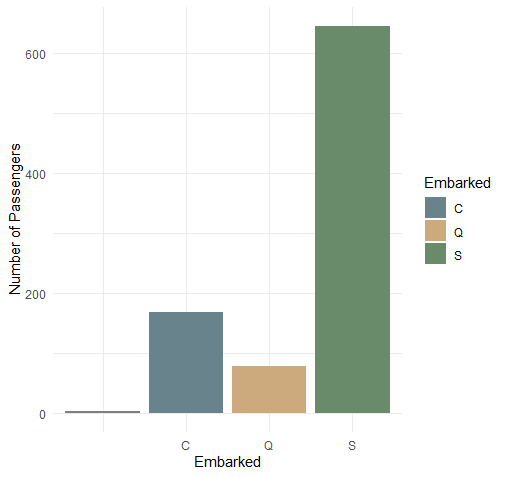 Number of Passengers
600
400
200
0
C Q S
Embarked
Embarked
C
Q
S